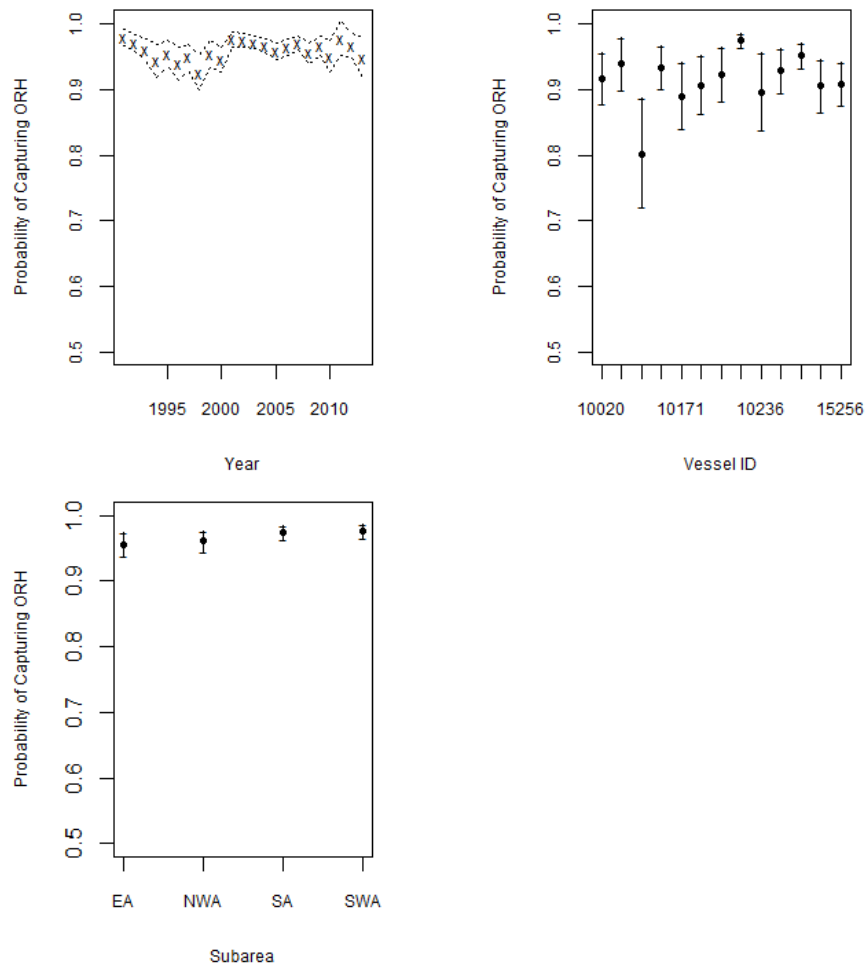 Probability of Capturing ORH
1.0
0.9
0.8
0.7
0.6
0.5
1995 2000 2005 2010
Year
Probability of Capturing ORH
1.0
0.9
0.8
0.7
0.6
0.5
10020 10171 10236 15256
Vessel ID
Probability of Capturing ORH
1.0
0.9
0.8
0.7
0.6
0.5
EA NWA SA SWA
Subarea